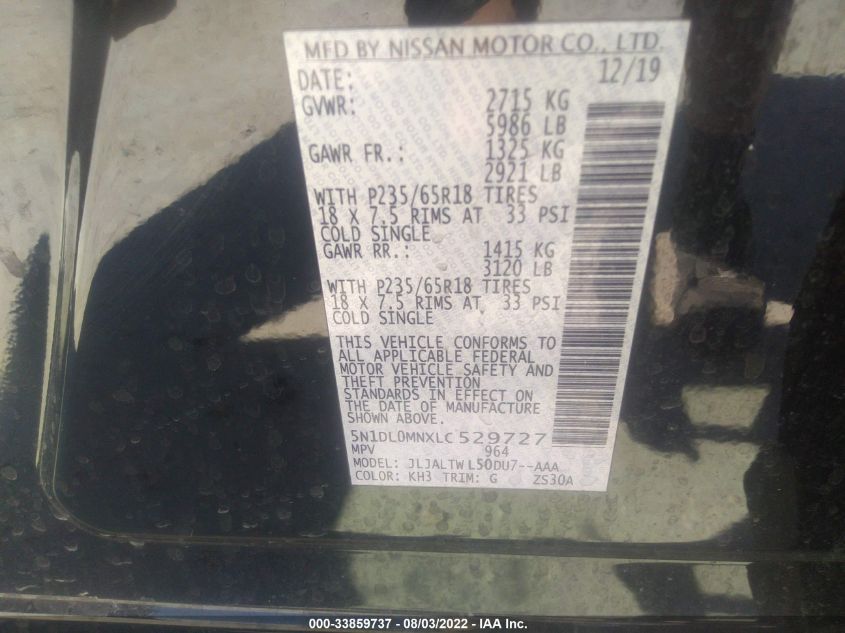 MFD BY NISSAN MOTOR CO., LTD.
DATE: 12/19
GVWR: 2715 KG
5986 LB
GAWR FR.: 1325 KG
2921 LB
WITH P235/65R18 TIRES
18 X 7.5 RIMS AT 33 PSI
COLD SINGLE
GAWR RR.: 1415 KG
3120 LB
WITH P235/65R18 TIRES
18 X 7.5 RIMS AT 33 PSI
COLD SINGLE
THIS VEHICLE CONFORMS TO
ALL APPLICABLE FEDERAL
MOTOR VEHICLE SAFETY AND
THEFT PREVENTION
STANDARDS IN EFFECT ON
THE DATE OF MANUFACTURE
SHOWN ABOVE.
5N1DL0MNXLC529727
MPV 964
MODEL: JLJALTWL50DU7--AAA
COLOR: KH3 TRIM: G ZS30A
000-33859737 - 08/03/2022 - IAA Inc.